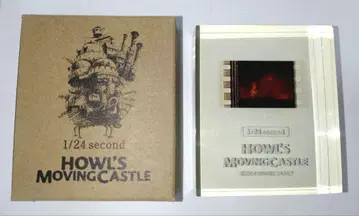 1/24 second
HOWL'S
MOVING CASTLE
1/24 second
HOWL'S
MOVING CASTLE